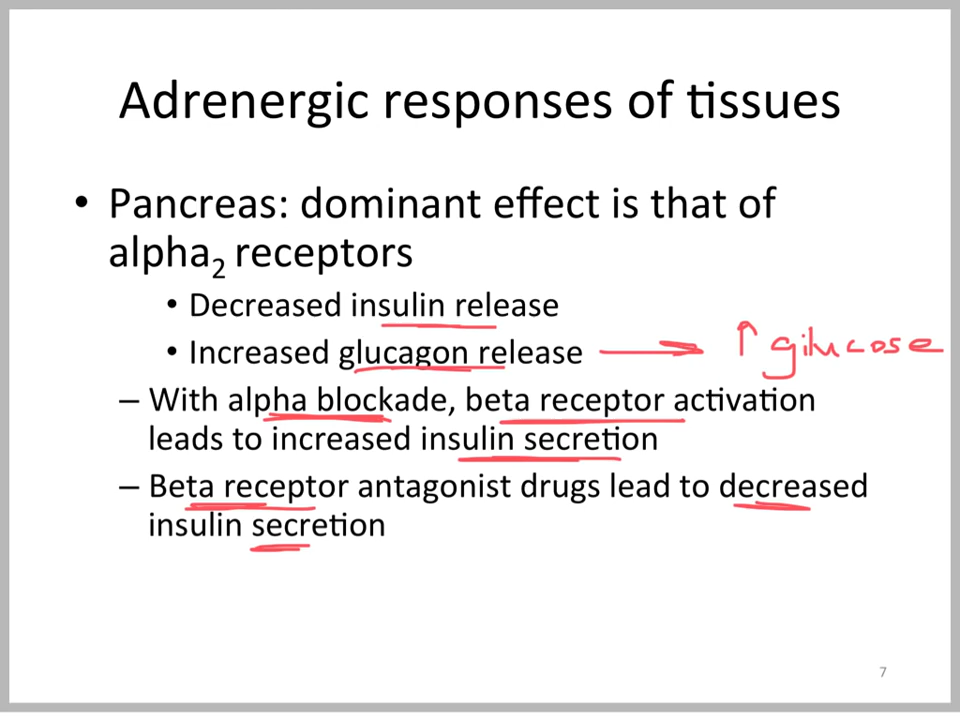 Adrenergic responses of tissues
• Pancreas: dominant effect is that of
alpha₂ receptors
• Decreased insulin release
• Increased glucagon release → ↑ gilucose
– With alpha blockade, beta receptor activation
leads to increased insulin secretion
– Beta receptor antagonist drugs lead to decreased
insulin secretion
7